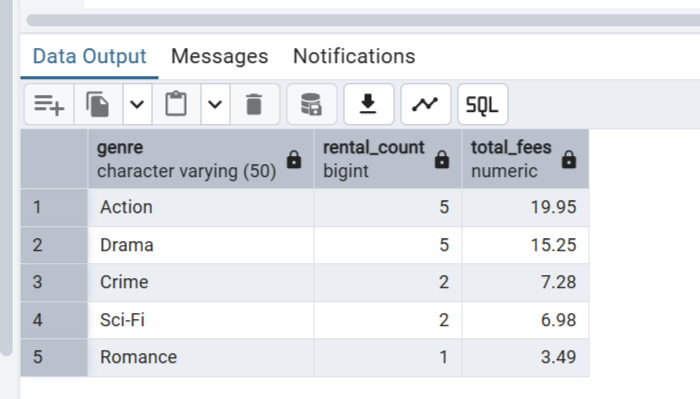 Data Output Messages Notifications
SQL
genre rental_count total_fees
character varying (50) bigint numeric
1 Action 5 19.95
2 Drama 5 15.25
3 Crime 2 7.28
4 Sci-Fi 2 6.98
5 Romance 1 3.49